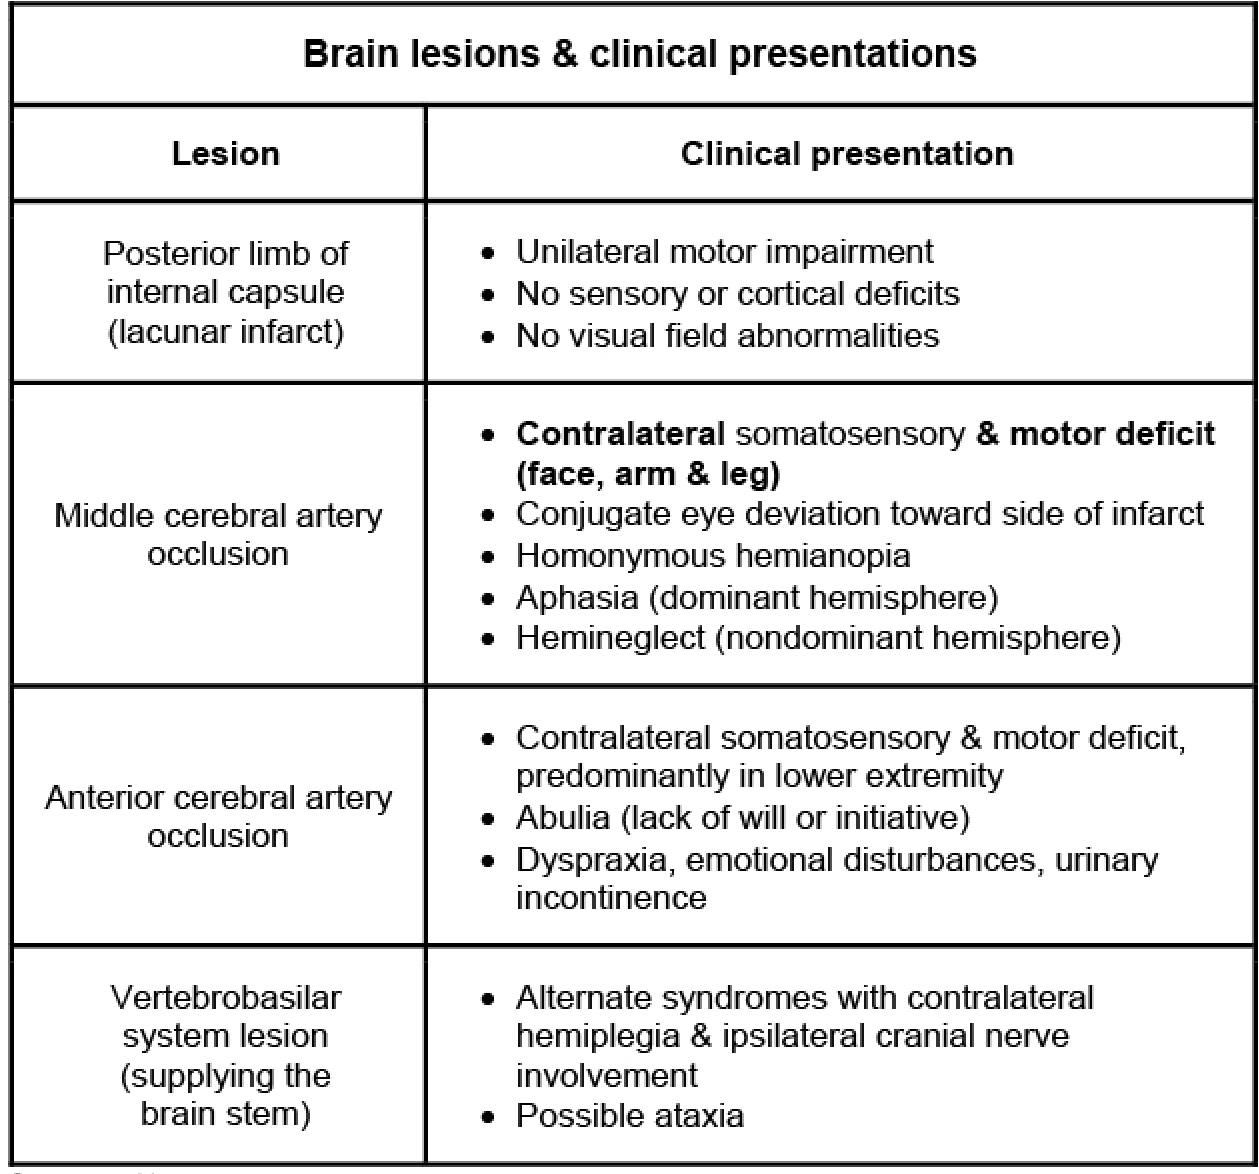 Brain lesions & clinical presentations
Lesion
Clinical presentation
Posterior limb of
internal capsule
(lacunar infarct)
• Unilateral motor impairment
• No sensory or cortical deficits
• No visual field abnormalities
Middle cerebral artery
occlusion
• Contralateral somatosensory & motor deficit
(face, arm & leg)
• Conjugate eye deviation toward side of infarct
• Homonymous hemianopia
• Aphasia (dominant hemisphere)
• Hemineglect (nondominant hemisphere)
Anterior cerebral artery
occlusion
• Contralateral somatosensory & motor deficit,
predominantly in lower extremity
• Abulia (lack of will or initiative)
• Dyspraxia, emotional disturbances, urinary
incontinence
Vertebrobasilar
system lesion
(supplying the
brain stem)
• Alternate syndromes with contralateral
hemiplegia & ipsilateral cranial nerve
involvement
• Possible ataxia